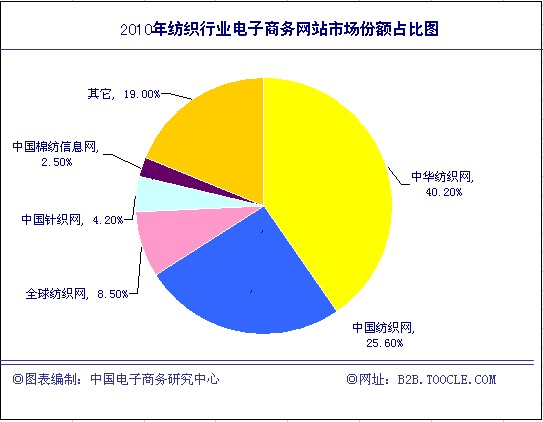 2010年纺织行业电子商务网站市场份额占比图
其它, 19.00%
中国棉纺信息网,
2.50%
中华纺织网,
40.20%
中国针织网, 4.20%
全球纺织网, 8.50%
中国纺织网,
25.60%
◎图表编制: 中国电子商务研究中心
◎网址: B2B.TOOCLE.COM